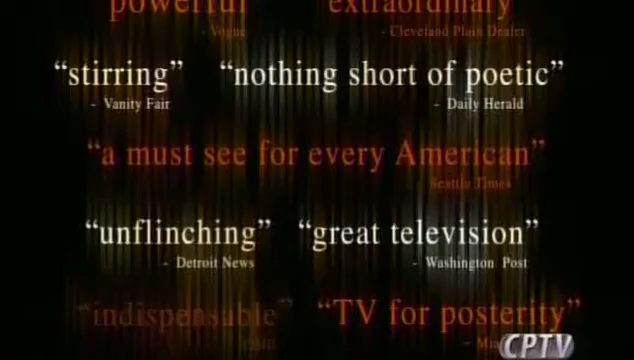 powerful" extraordinary"
- Vogue - Cleveland Plain Dealer
"stirring" "nothing short of poetic"
- Vanity Fair - Daily Herald
"a must see for every American"
Seattle Times
"unflinching" "great television"
- Detroit News - Washington Post
"indispensable" "TV for posterity"
CPTV